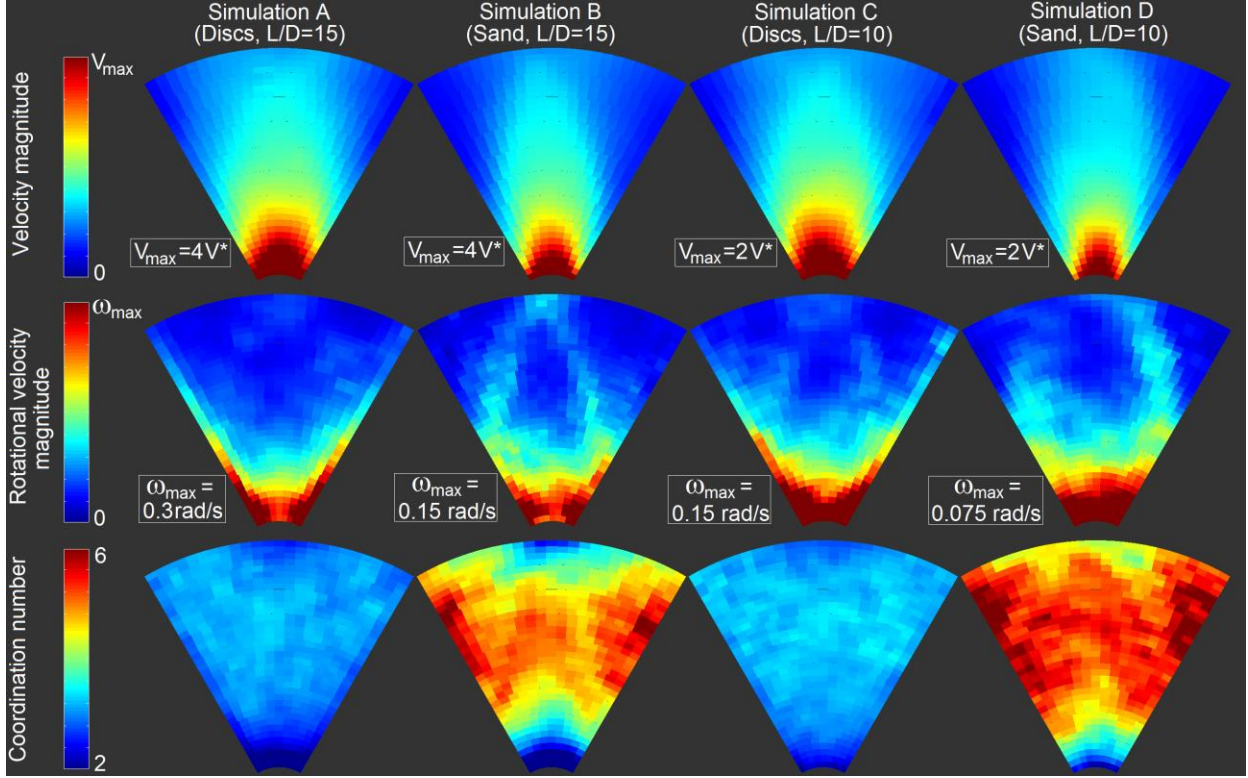 Simulation A
(Discs, L/D=15)
Simulation B
(Sand, L/D=15)
Simulation C
(Discs, L/D=10)
Simulation D
(Sand, L/D=10)
Velocity magnitude
Vmax
0
Vmax=4V*
Vmax=4V*
Vmax=2V*
Vmax=2V*
Rotational velocity
magnitude
ωmax
0
ωmax =
0.3rad/s
ωmax =
0.15 rad/s
ωmax =
0.15 rad/s
ωmax =
0.075 rad/s
Coordination number
6
2